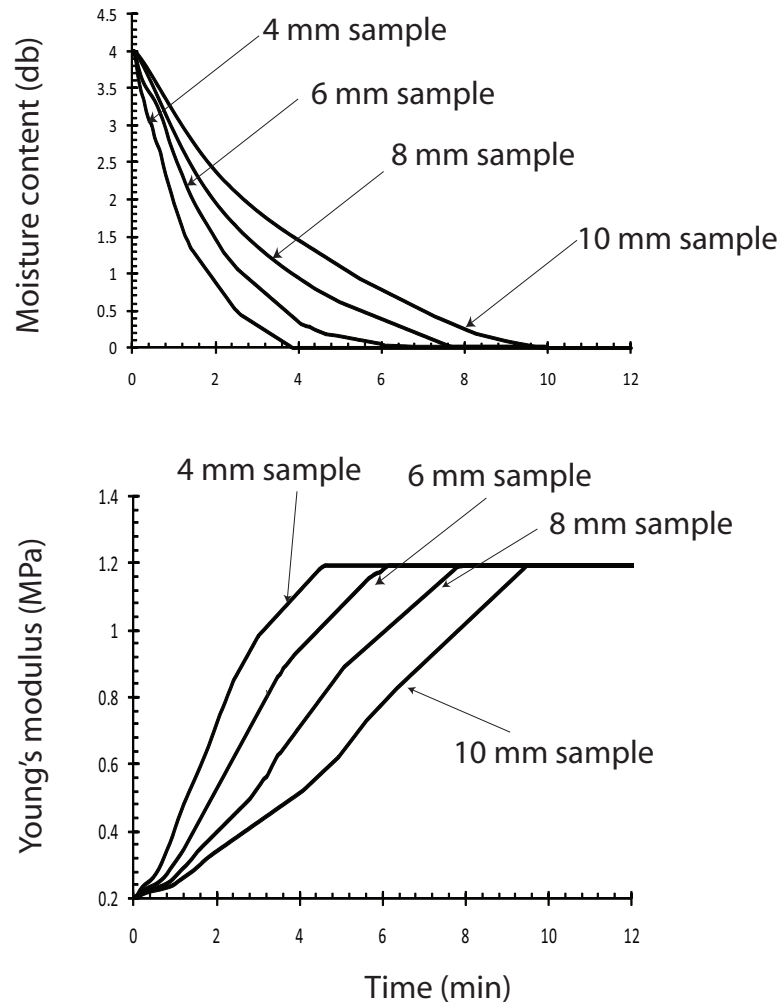 Moisture content (db)
4.5
4
3.5
3
2.5
2
1.5
1
0.5
0
4 mm sample
6 mm sample
8 mm sample
10 mm sample
0 2 4 6 8 10 12
Young's modulus (MPa)
1.4
1.2
1
0.8
0.6
0.4
0.2
4 mm sample
6 mm sample
8 mm sample
10 mm sample
0 2 4 6 8 10 12
Time (min)